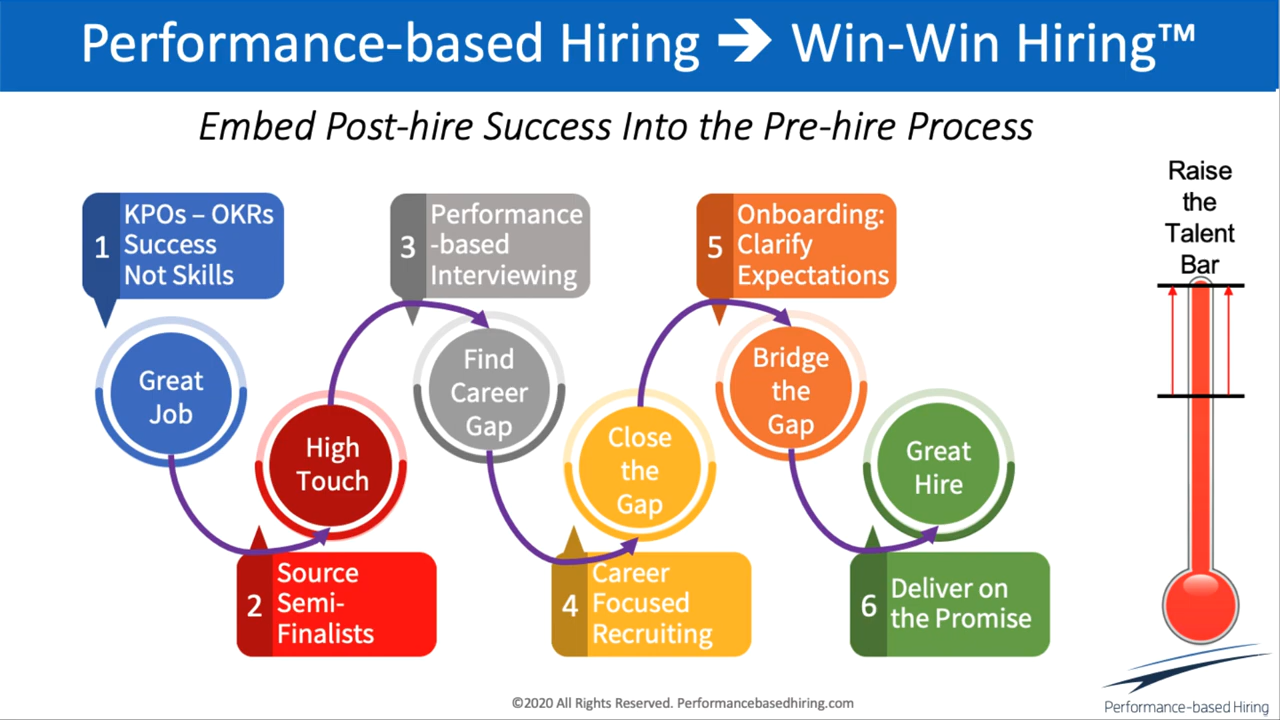 Performance-based Hiring → Win-Win Hiring™
Embed Post-hire Success Into the Pre-hire Process
1
KPOs – OKRs
Success
Not Skills
Great
Job
2
Source
Semi-
Finalists
High
Touch
3
Performance
-based
Interviewing
Find
Career
Gap
4
Career
Focused
Recruiting
Close
the
Gap
5
Onboarding:
Clarify
Expectations
Bridge
the
Gap
6
Deliver on
the Promise
Great
Hire
Raise
the
Talent
Bar
©2020 All Rights Reserved. Performancebasedhiring.com
Performance-based Hiring